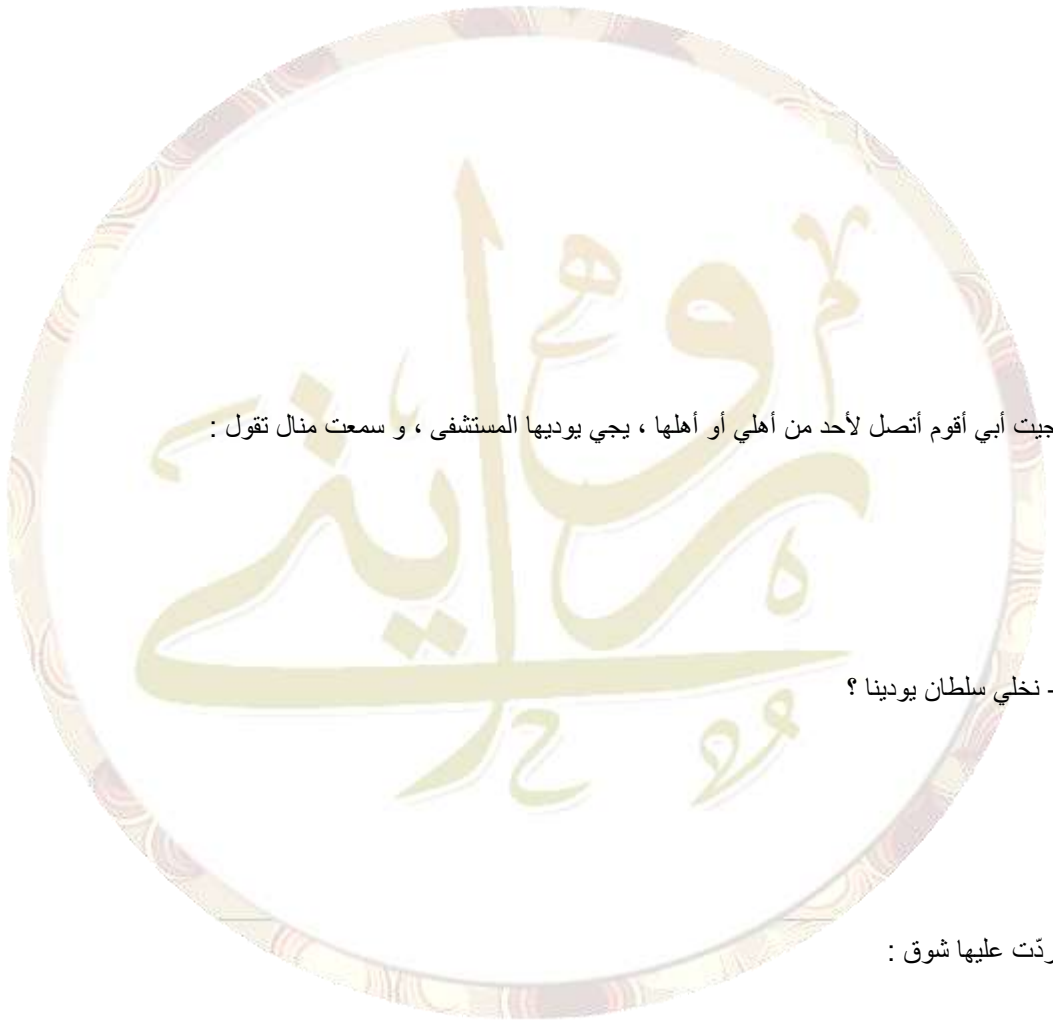 جيت أبي أقوم أتصل لأحد من أهلي أو أهلها ، يجي يوديها المستشفى ، و سمعت منال تقول :
- نخلي سلطان يودينا ؟
ردّت عليها شوق :